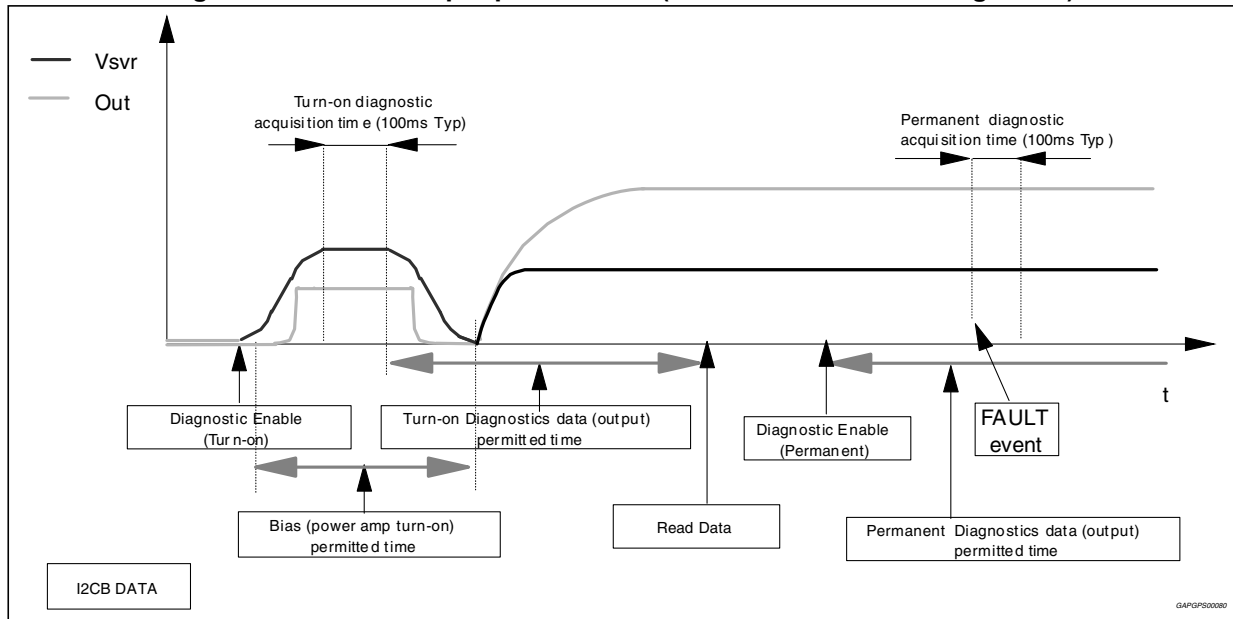 Vsvr
Out
Turn-on diagnostic
acquisition time (100ms Typ)
Permanent diagnostic
acquisition time (100ms Typ )
t
Diagnostic Enable
(Turn-on)
Turn-on Diagnostics data (output)
permitted time
Diagnostic Enable
(Permanent)
FAULT
event
Bias (power amp turn-on)
permitted time
Read Data
Permanent Diagnostics data (output)
permitted time
I2CB DATA
GAPGPS00080